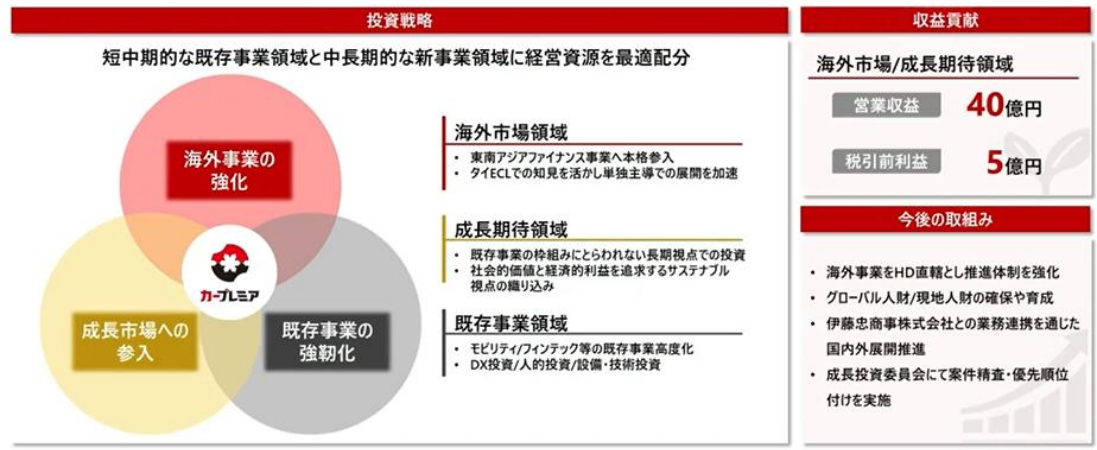 投資戦略
短中期的な既存事業領域と中長期的な新事業領域に経営資源を最適配分
海外事業の
強化
カープレミア
成長市場への
参入
既存事業の
強靭化
海外市場領域
・ 東南アジアファイナンス事業へ本格参入
・ タイECLでの知見を活かし単独主導での展開を加速
成長期待領域
・ 既存事業の枠組みにとらわれない長期視点での投資
・ 社会的価値と経済的利益を追求するサステナブル
視点の織り込み
既存事業領域
・ モビリティ/フィンテック等の既存事業高度化
・ DX投資/人的投資/設備・技術投資
収益貢献
海外市場/成長期待領域
営業収益 40億円
税引前利益 5億円
今後の取組み
・ 海外事業をHD直轄とし推進体制を強化
・ グローバル人財/現地人財の確保や育成
・ 伊藤忠商事株式会社との業務連携を通じた
国内外展開推進
・ 成長投資委員会にて案件精査・優先順位
付けを実施